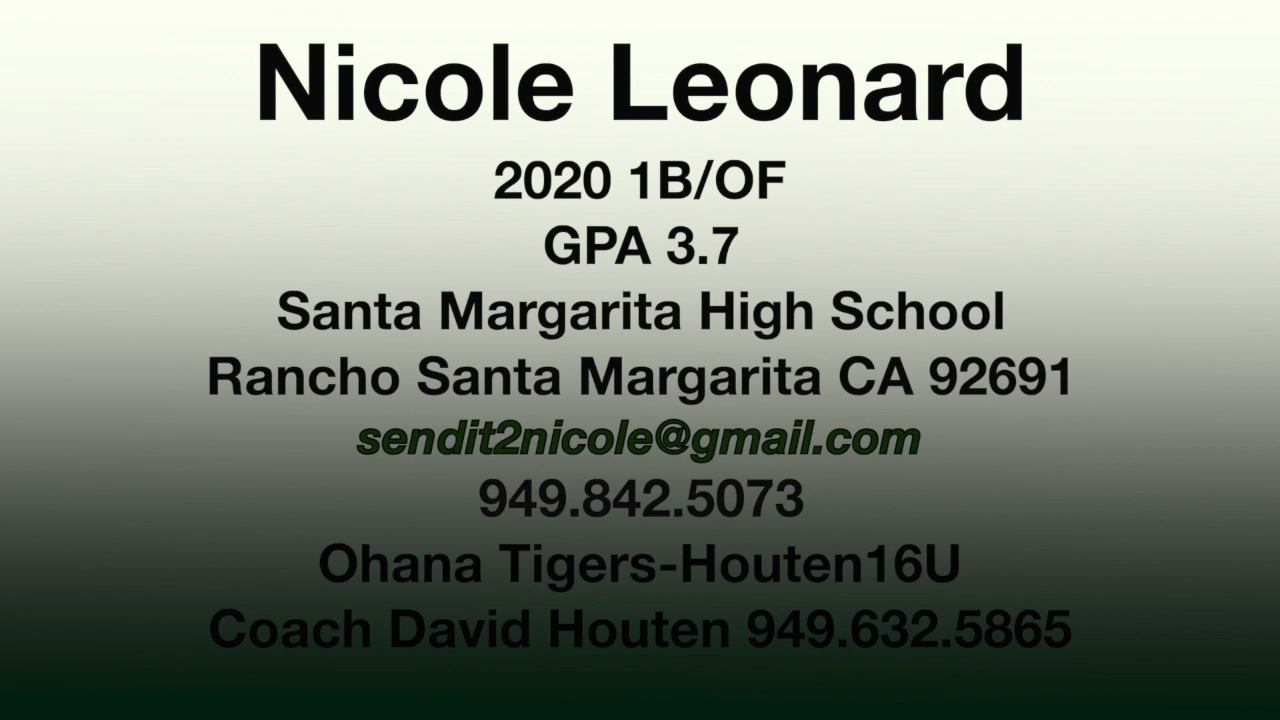 Nicole Leonard
2020 1B/OF
GPA 3.7
Santa Margarita High School
Rancho Santa Margarita CA 92691
sendit2nicole@gmail.com
949.842.5073
Ohana Tigers-Houten16U
Coach David Houten 949.632.5865